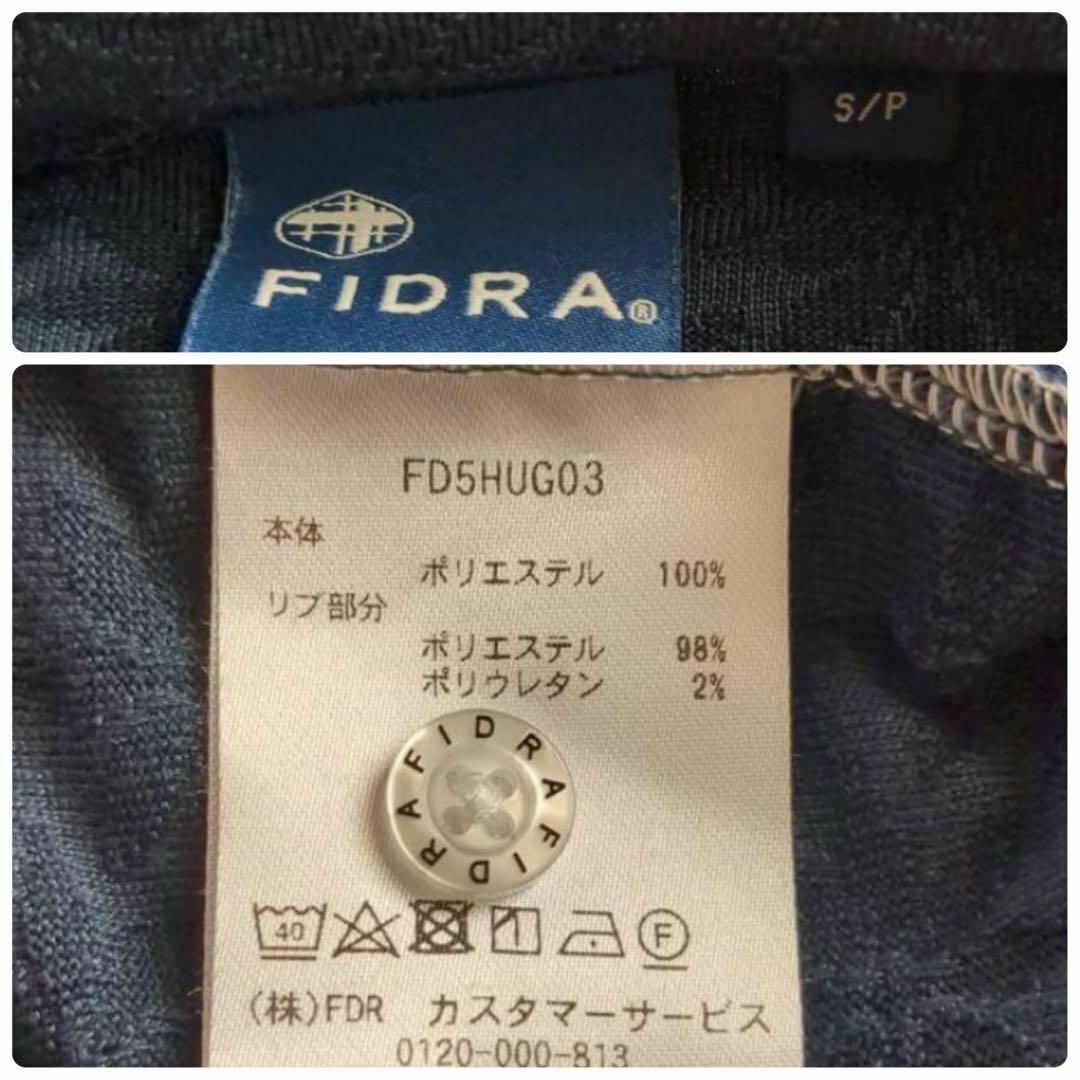 S/P
FIDRA®
FD5HUG03
本体
ポリエステル 100%
リブ部分
ポリエステル 98%
ポリウレタン 2%
FIDRA FIDRA
40
F
(株)FDR カスタマーサービス
0120-000-813